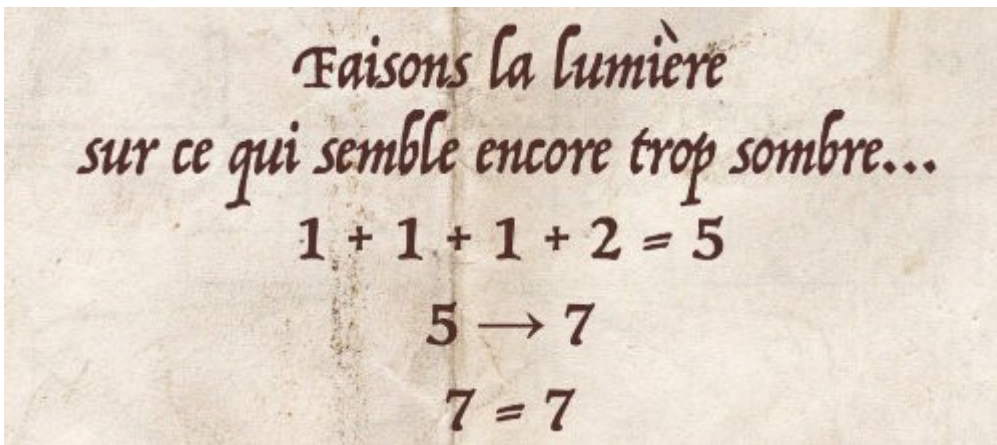 Faisons la lumière
sur ce qui semble encore trop sombre...
1 + 1 + 1 + 2 = 5
5 → 7
7 = 7